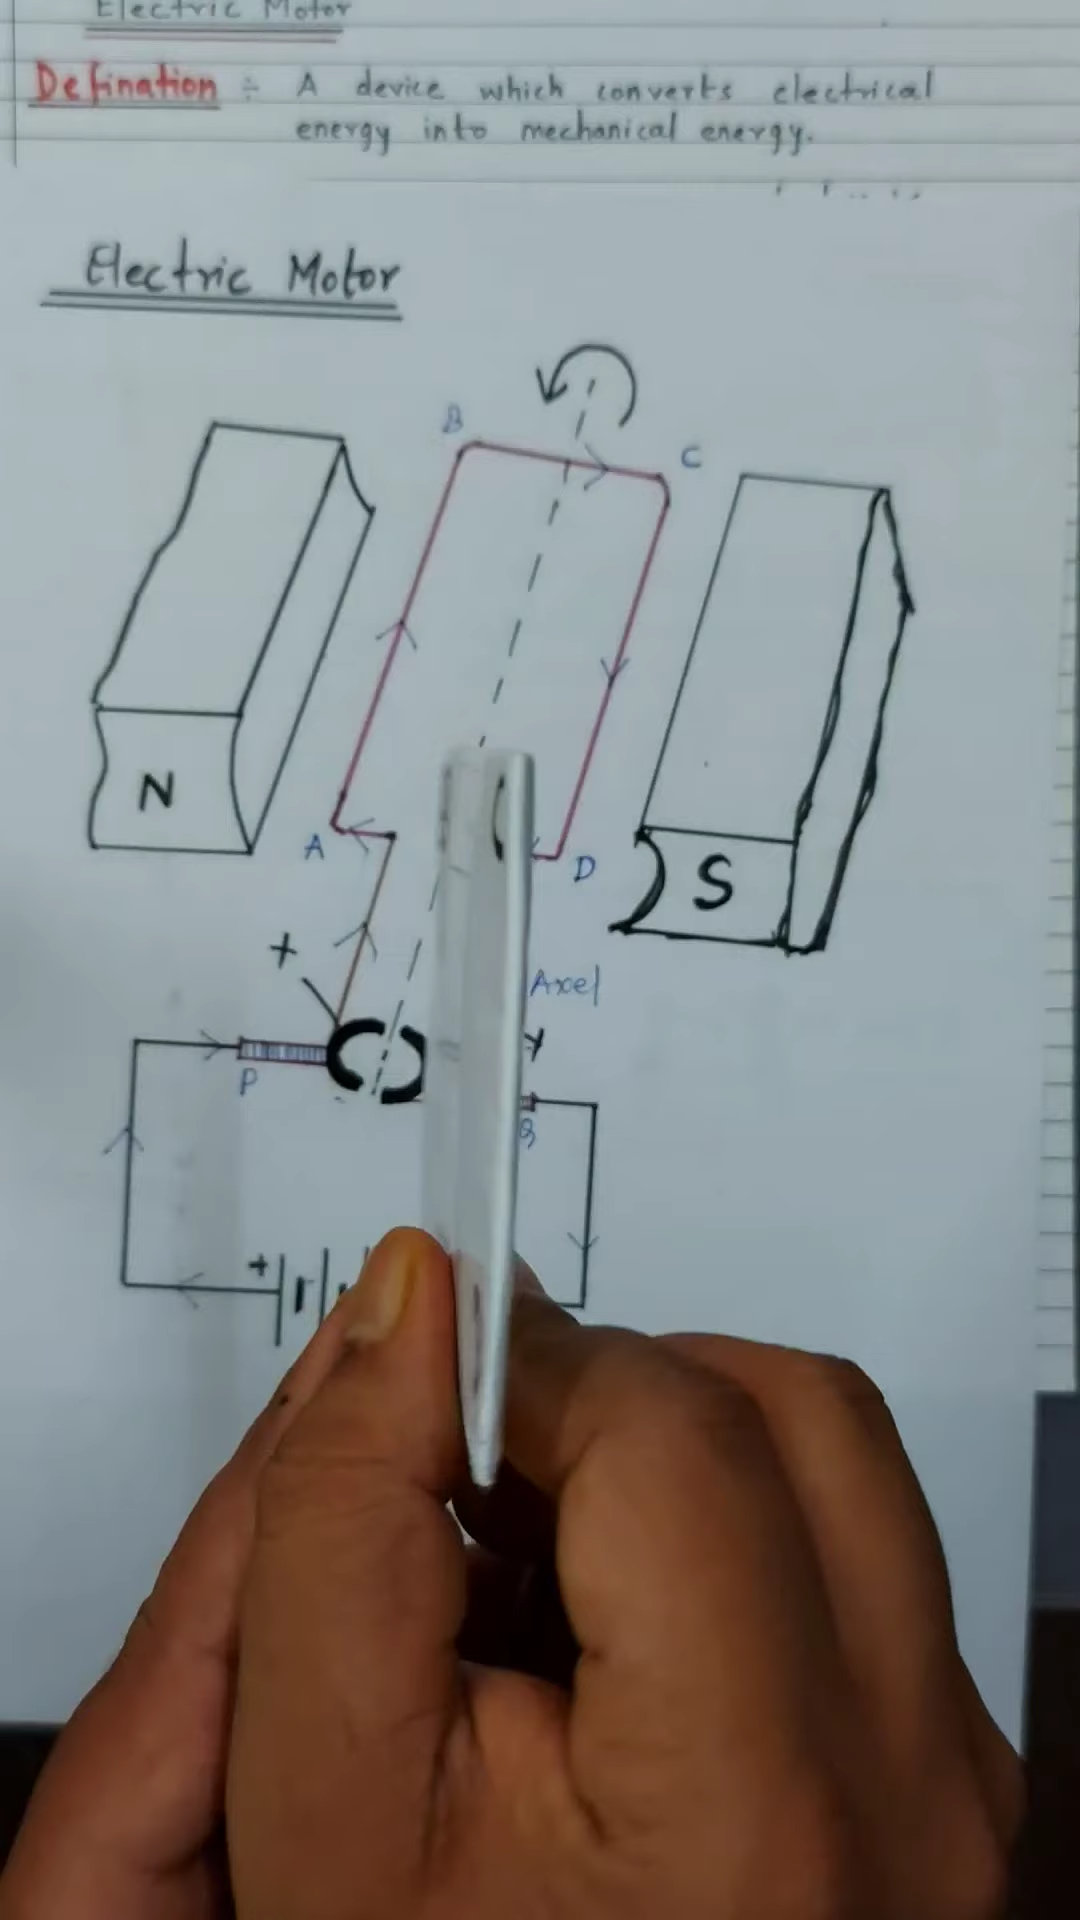 Electric Motor
Defination :- A device which converts electrical
energy into mechanical energy.
Electric Motor
B
C
N
A
D
S
+
Axel
P
Q
+